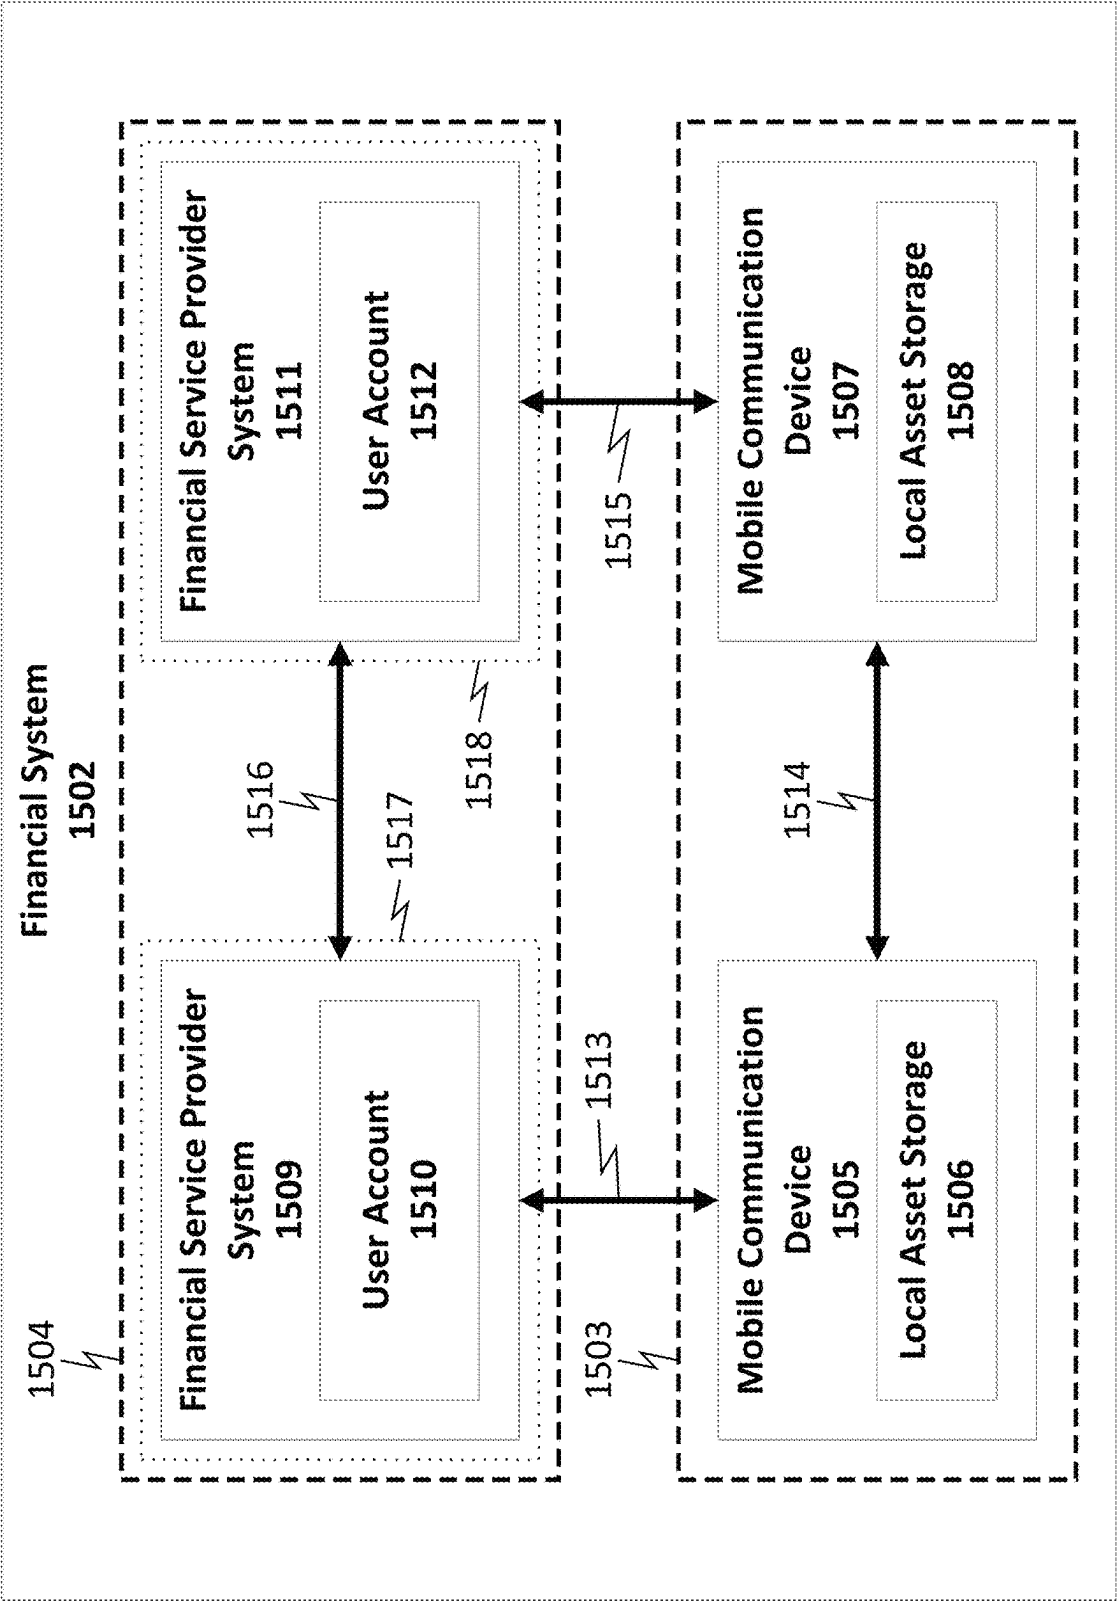 Financial System
1502
1504
Financial Service Provider
System
1509
User Account
1510
1516
1517
1518
Financial Service Provider
System
1511
User Account
1512
1503
1513
1515
Mobile Communication
Device
1505
Local Asset Storage
1506
1514
Mobile Communication
Device
1507
Local Asset Storage
1508